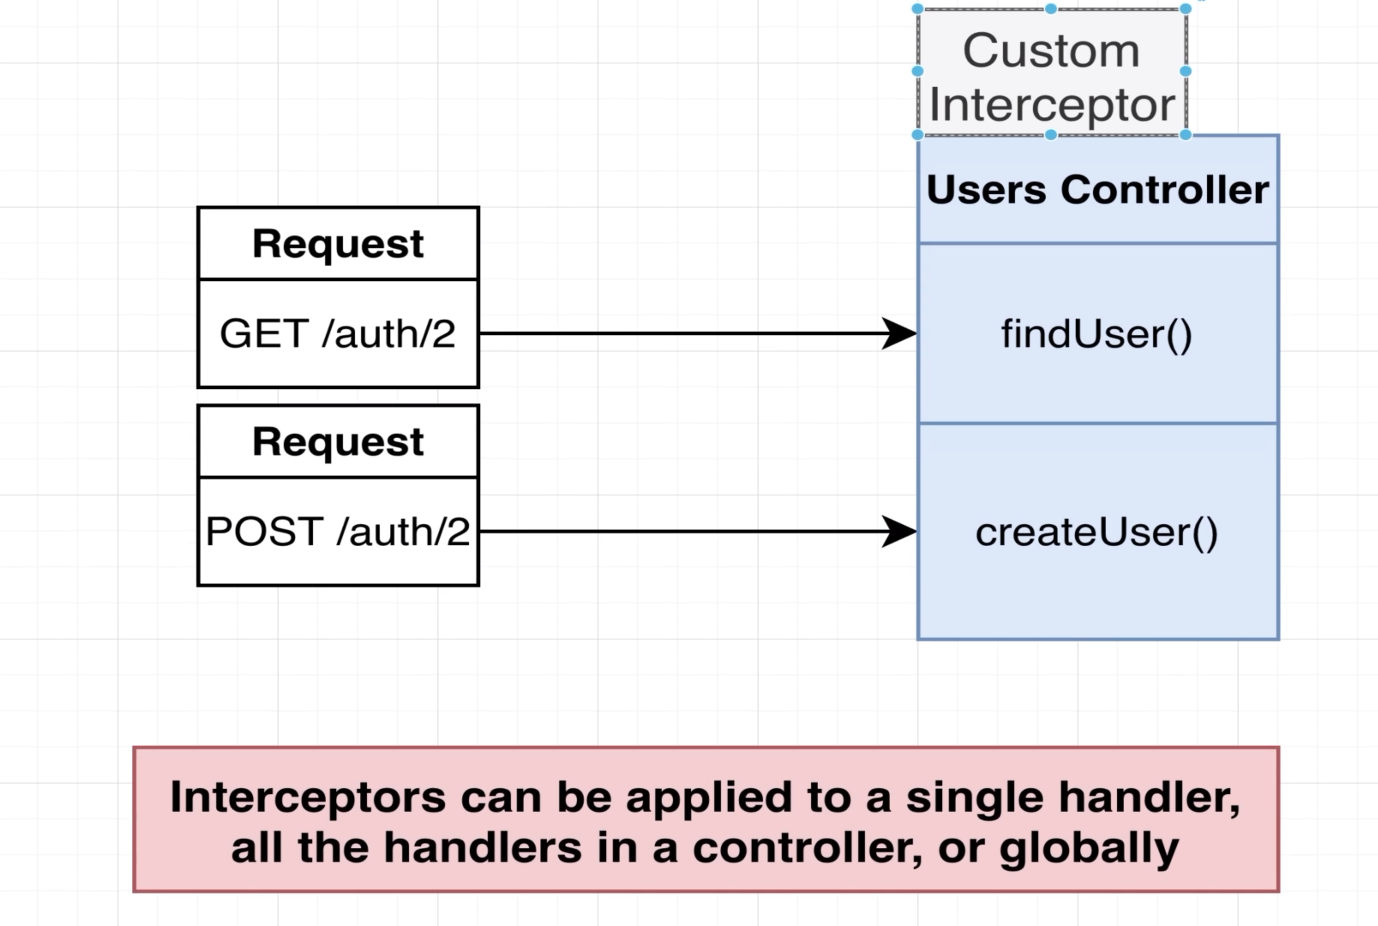 Custom
Interceptor
Users Controller
Request
GET /auth/2
findUser()
Request
POST /auth/2
createUser()
Interceptors can be applied to a single handler,
all the handlers in a controller, or globally